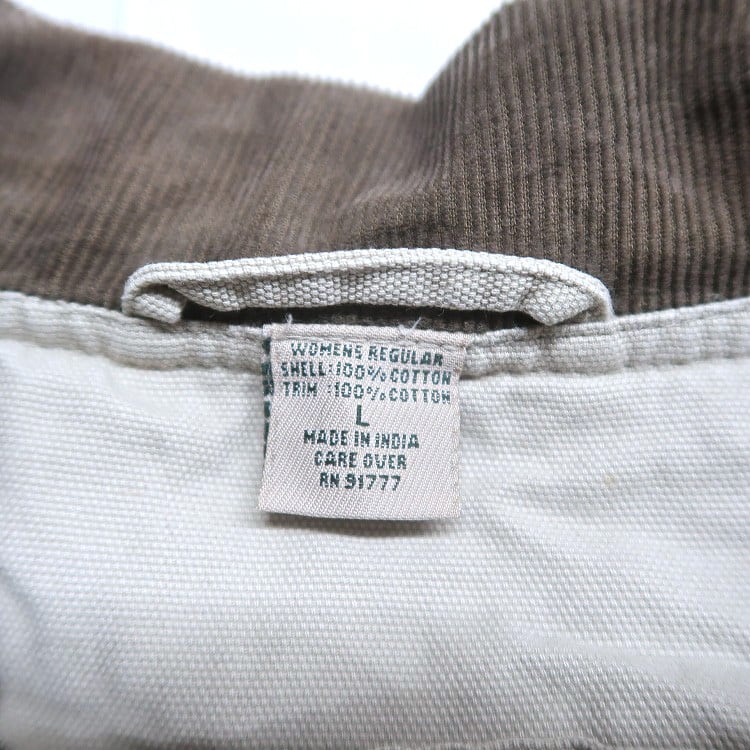 WOMENS REGULAR
SHELL:100%COTTON
TRIM :100%COTTON
L
MADE IN INDIA
CARE OVER
RN 91777